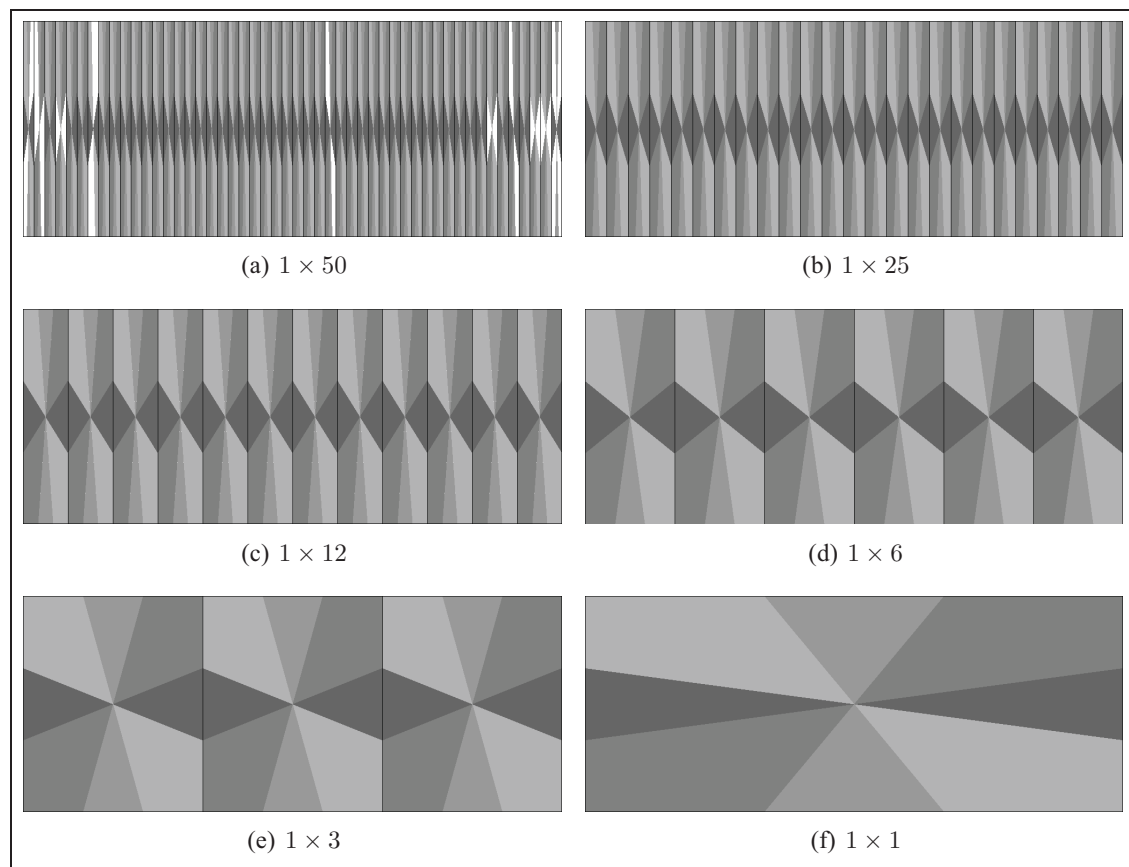 (a) 1 × 50
(b) 1 × 25
(c) 1 × 12
(d) 1 × 6
(e) 1 × 3
(f) 1 × 1